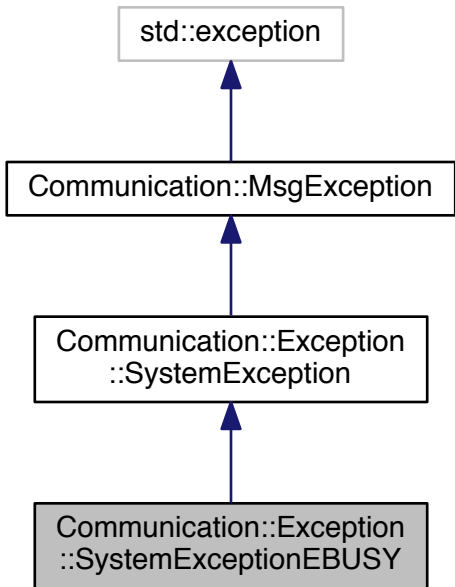 std::exception
Communication::MsgException
Communication::Exception
::SystemException
Communication::Exception
::SystemExceptionEBUSY